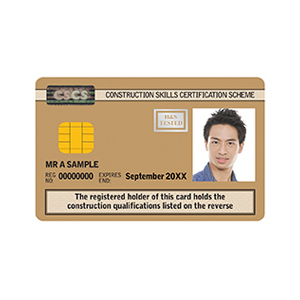 CSCS
CONSTRUCTION SKILLS CERTIFICATION SCHEME
H&S
TESTED
MR A SAMPLE
REG NO: 00000000 EXPIRES END: September 20XX
The registered holder of this card holds the
construction qualifications listed on the reverse